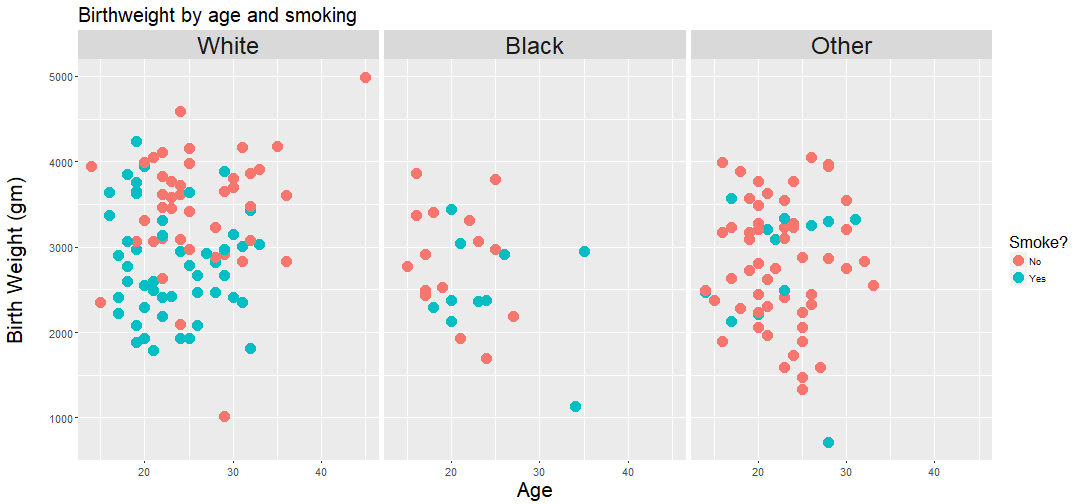 Birthweight by age and smoking
White Black Other
Birth Weight (gm)
5000
4000
3000
2000
1000
20 30 40 20 30 40 20 30 40
Age
Smoke?
No
Yes